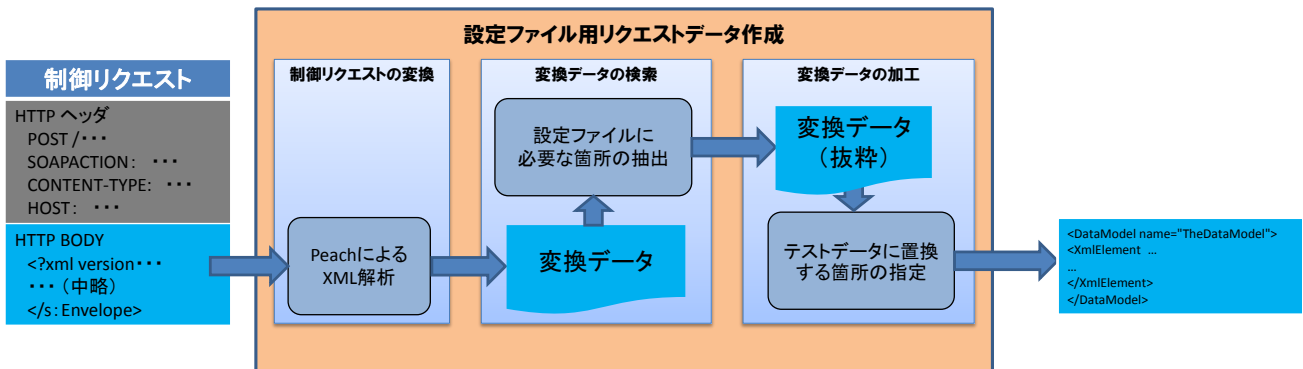 設定ファイル用リクエストデータ作成
制御リクエスト
HTTP ヘッダ
POST /・・・
SOAPACTION： ・・・
CONTENT-TYPE: ・・・
HOST： ・・・
HTTP BODY
<?xml version・・・
・・・（中略）
</s：Envelope>
制御リクエストの変換
Peachによる
XML解析
変換データの検索
設定ファイルに
必要な箇所の抽出
変換データ
変換データの加工
変換データ
（抜粋）
テストデータに置換
する箇所の指定
<DataModel name="TheDataModel">
<XmlElement ...
...
</XmlElement>
</DataModel>